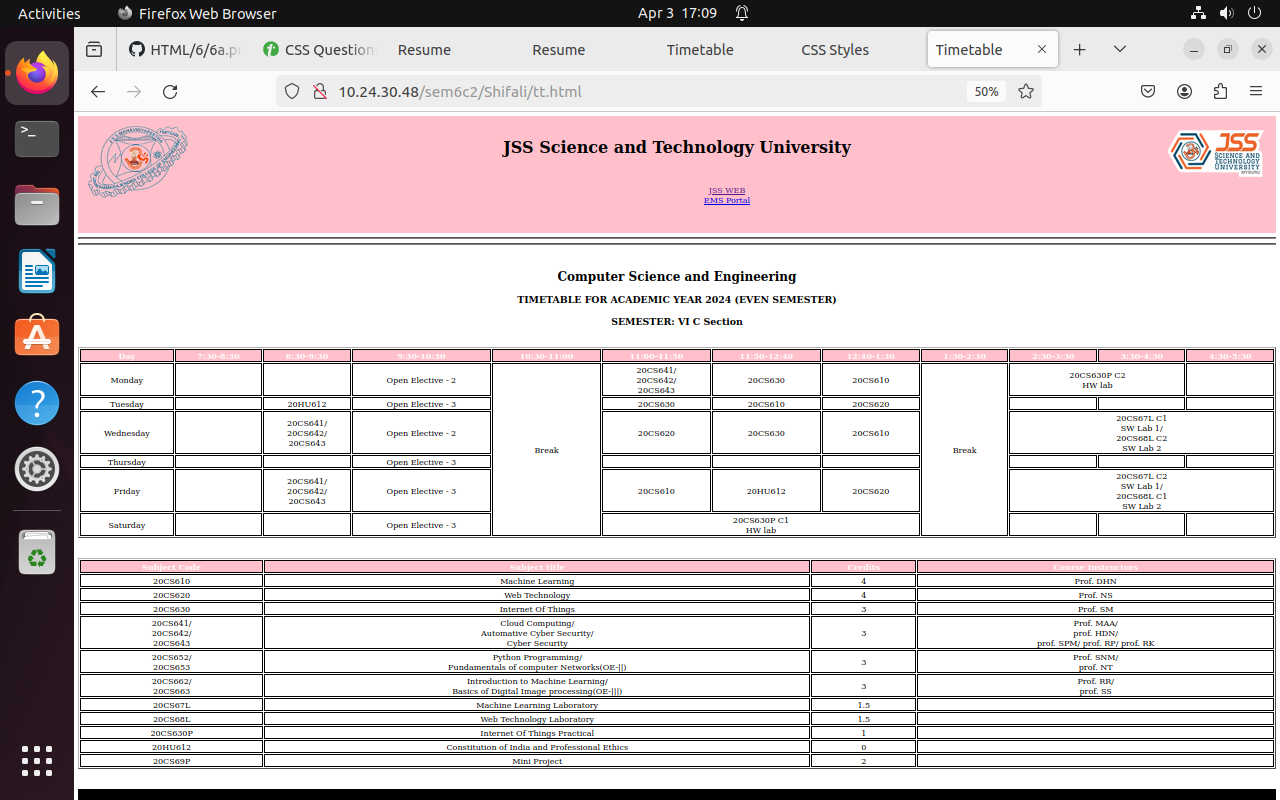 Activities
Firefox Web Browser
Apr 3 17:09
HTML/6/6a.pr
CSS Question
Resume
Resume
Timetable
CSS Styles
Timetable
10.24.30.48/sem6c2/Shifali/tt.html
50%
JSS Science and Technology University
JSS
SCIENCE AND
TECHNOLOGY
UNIVERSITY
MYSURU
JSS WEB
EMS Portal
Computer Science and Engineering
TIMETABLE FOR ACADEMIC YEAR 2024 (EVEN SEMESTER)
SEMESTER: VI C Section
Day 7:30-8:30 8:30-9:30 9:30-10:30 10:30-11:00 11:00-11:50 11:50-12:40 12:40-1:30 1:30-2:30 2:30-3:30 3:30-4:30 4:30-5:30
Monday
Open Elective - 2
Break
20CS641/
20CS642/
20CS643
20CS630
20CS610
Break
20CS630P C2
HW lab
Tuesday
20HU612
Open Elective - 3
20CS630
20CS610
20CS620
Wednesday
20CS641/
20CS642/
20CS643
Open Elective - 2
20CS620
20CS630
20CS610
20CS67L C1
SW Lab 1/
20CS68L C2
SW Lab 2
Thursday
Open Elective - 3
Friday
20CS641/
20CS642/
20CS643
Open Elective - 3
20CS610
20HU612
20CS620
20CS67L C2
SW Lab 1/
20CS68L C1
SW Lab 2
Saturday
Open Elective - 3
20CS630P C1
HW lab
Subject Code Subject title Credits Course Instructors
20CS610 Machine Learning 4 Prof. DHN
20CS620 Web Technology 4 Prof. NS
20CS630 Internet Of Things 3 Prof. SM
20CS641/
20CS642/
20CS643
Cloud Computing/
Automative Cyber Security/
Cyber Security
3
Prof. MAA/
prof. HDN/
prof. SPM/ prof. RP/ prof. RK
20CS652/
20CS653
Python Programming/
Fundamentals of computer Networks(OE-||)
3
Prof. SNM/
prof. NT
20CS662/
20CS663
Introduction to Machine Learning/
Basics of Digital Image processing(OE-|||)
3
Prof. RR/
prof. SS
20CS67L Machine Learning Laboratory 1.5
20CS68L Web Technology Laboratory 1.5
20CS630P Internet Of Things Practical 1
20HU612 Constitution of India and Professional Ethics 0
20CS69P Mini Project 2